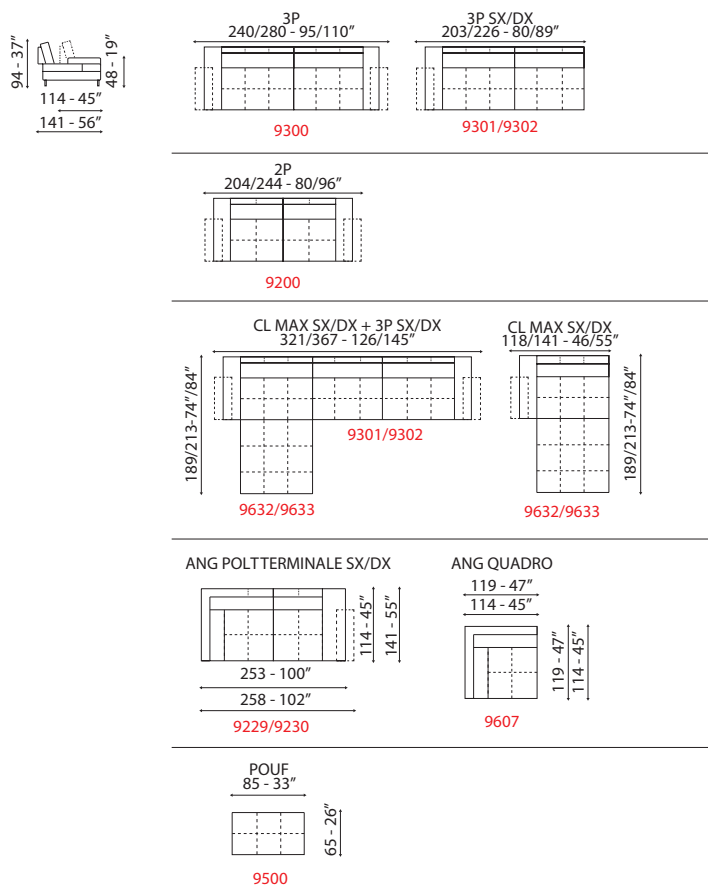 94 - 37”
48 - 19”
114 - 45”
141 - 56”
3P
240/280 - 95/110”
9300
3P SX/DX
203/226 - 80/89”
9301/9302
2P
204/244 - 80/96”
9200
CL MAX SX/DX + 3P SX/DX
321/367 - 126/145”
189/213-74”/84”
9301/9302
9632/9633
CL MAX SX/DX
118/141 - 46/55”
189/213-74”/84”
9632/9633
ANG POLTTERMINALE SX/DX
114 - 45”
141 - 55”
253 - 100”
258 - 102”
9229/9230
ANG QUADRO
119 - 47”
114 - 45”
119 - 47”
114 - 45”
9607
POUF
85 - 33”
65 - 26”
9500